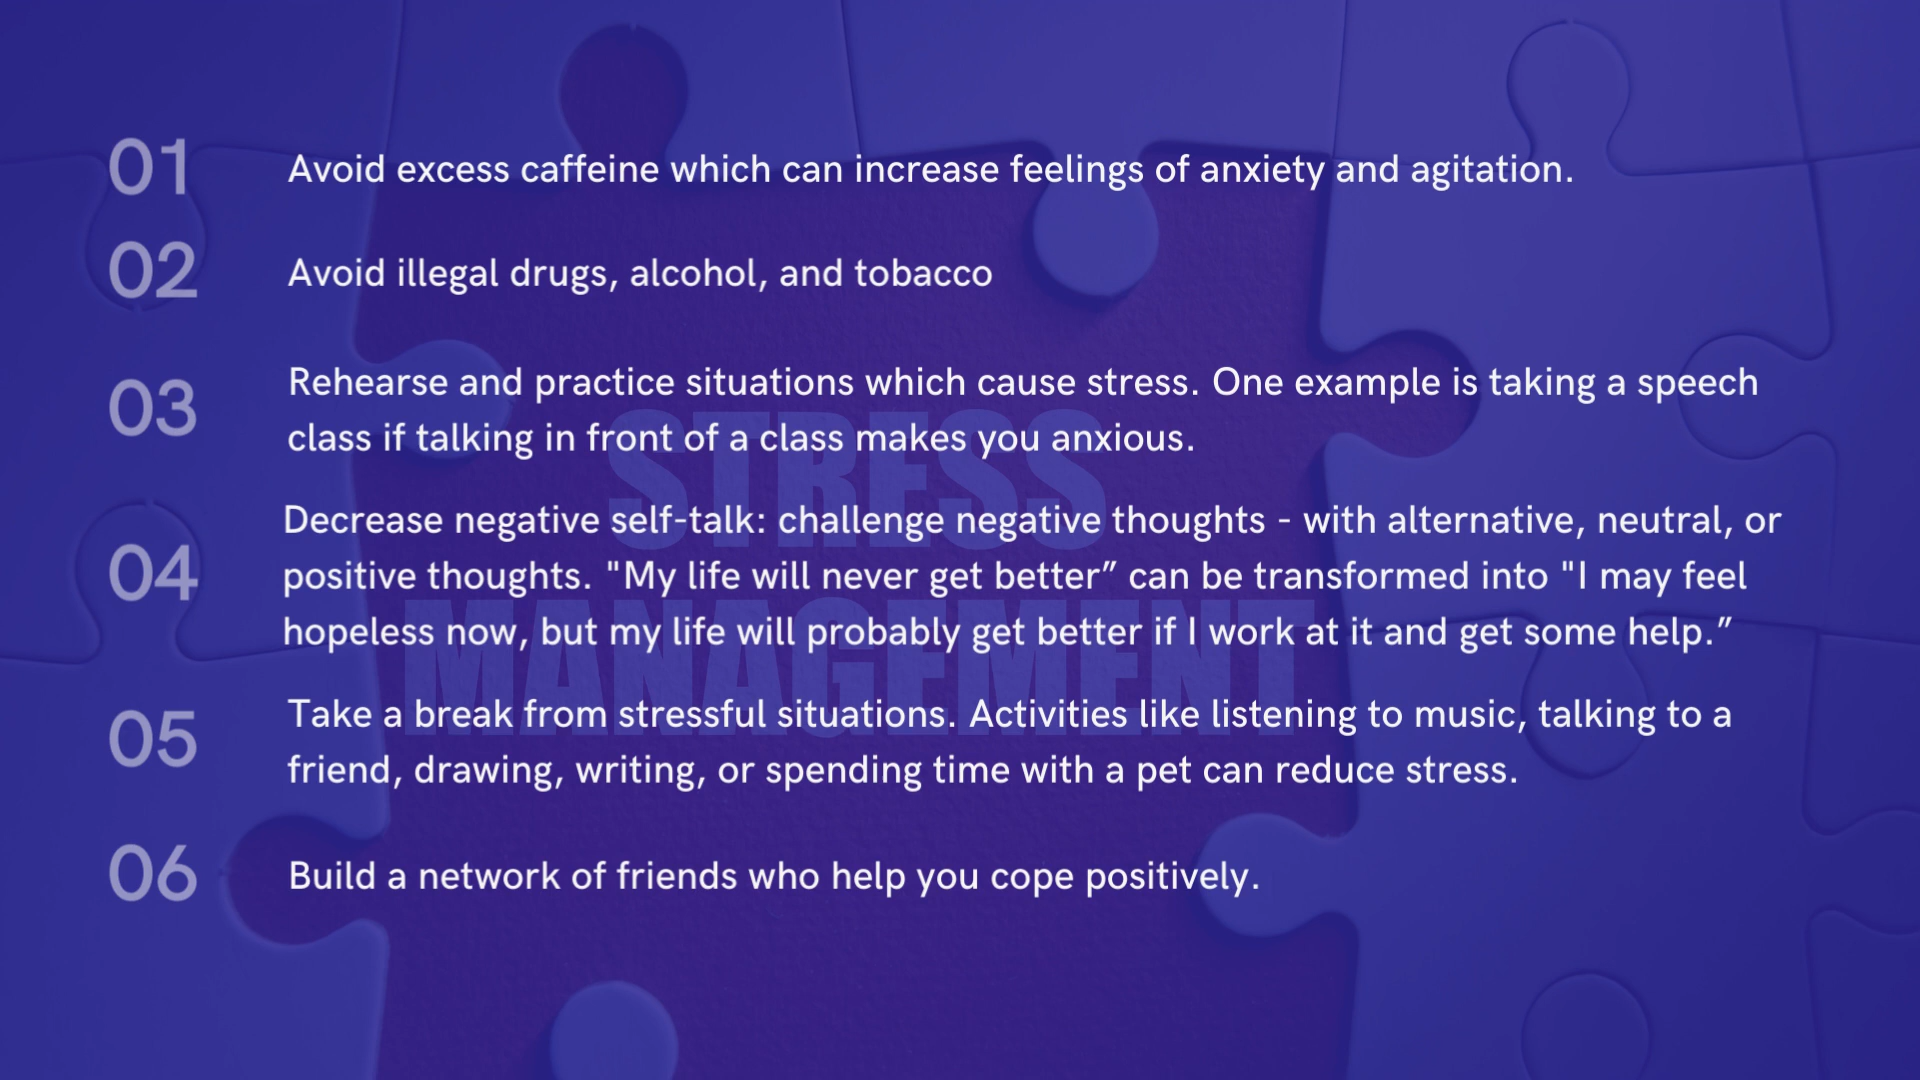 01 Avoid excess caffeine which can increase feelings of anxiety and agitation.
02 Avoid illegal drugs, alcohol, and tobacco
03 Rehearse and practice situations which cause stress. One example is taking a speech
class if talking in front of a class makes you anxious.
04 Decrease negative self-talk: challenge negative thoughts - with alternative, neutral, or
positive thoughts. "My life will never get better” can be transformed into "I may feel
hopeless now, but my life will probably get better if I work at it and get some help.”
05 Take a break from stressful situations. Activities like listening to music, talking to a
friend, drawing, writing, or spending time with a pet can reduce stress.
06 Build a network of friends who help you cope positively.
STRESS
MANAGEMENT